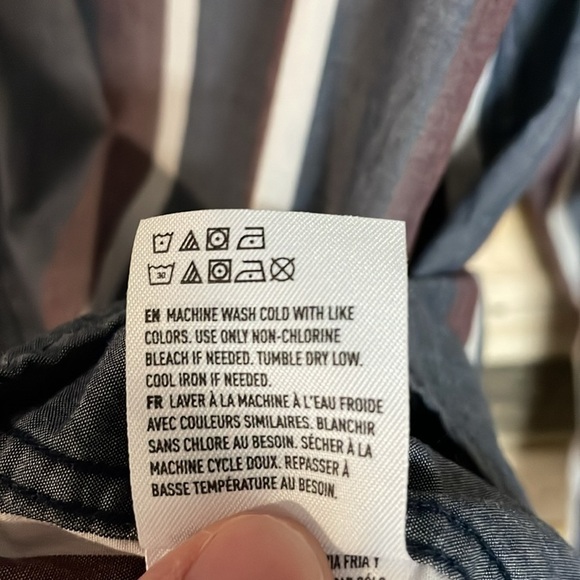 30
EN MACHINE WASH COLD WITH LIKE
COLORS. USE ONLY NON-CHLORINE
BLEACH IF NEEDED. TUMBLE DRY LOW.
COOL IRON IF NEEDED.
FR LAVER À LA MACHINE À L'EAU FROIDE
AVEC COULEURS SIMILAIRES. BLANCHIR
SANS CHLORE AU BESOIN. SÉCHER À LA
MACHINE CYCLE DOUX. REPASSER À
BASSE TEMPÉRATURE AU BESOIN.
FRIA Y